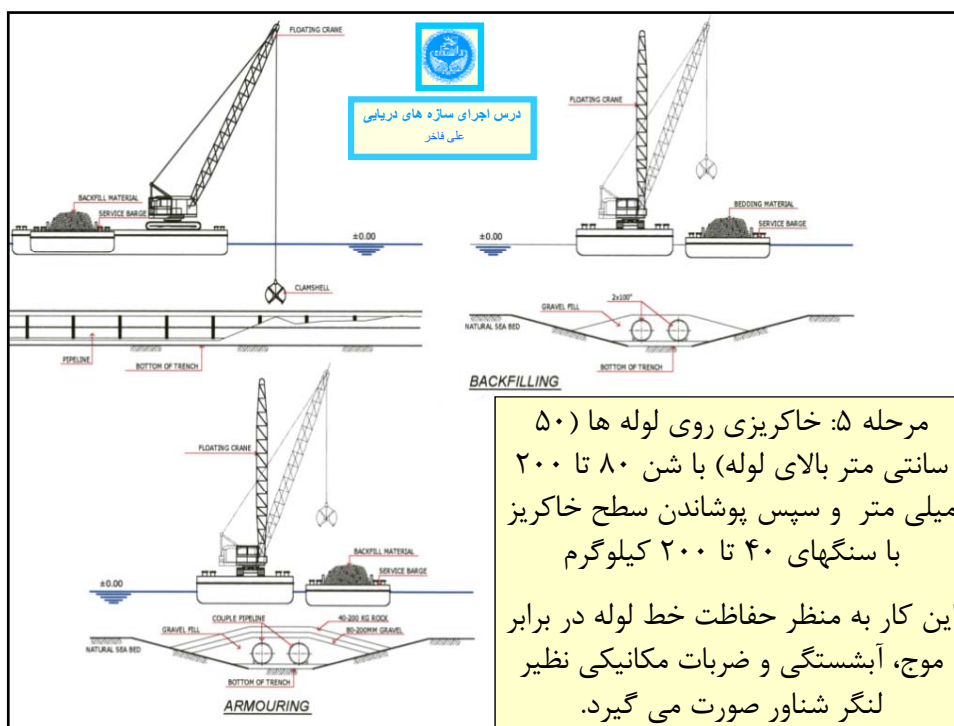 FLOATING CRANE
BACKFILL MATERIAL
SERVICE BARGE
±0.00
CLAMSHELL
PIPELINE
BOTTOM OF TRENCH
درس اجرای سازه های دریایی
علی فاخر
FLOATING CRANE
BEDDING MATERIAL
SERVICE BARGE
±0.00
2x100"
GRAVEL FILL
NATURAL SEA BED
BOTTOM OF TRENCH
BACKFILLING
FLOATING CRANE
BACKFILL MATERIAL
SERVICE BARGE
±0.00
COUPLE PIPELINE
40-200 KG ROCK
GRAVEL FILL
80-200MM GRAVEL
NATURAL SEA BED
BOTTOM OF TRENCH
ARMOURING
مرحله ۵: خاکریزی روی لوله ها (۵۰
سانتی متر بالای لوله) با شن ۸۰ تا ۲۰۰
میلی متر و سپس پوشاندن سطح خاکریز
با سنگهای ۴۰ تا ۲۰۰ کیلوگرم
این کار به منظر حفاظت خط لوله در برابر
موج، آبشستگی و ضربات مکانیکی نظیر
لنگر شناور صورت می گیرد.